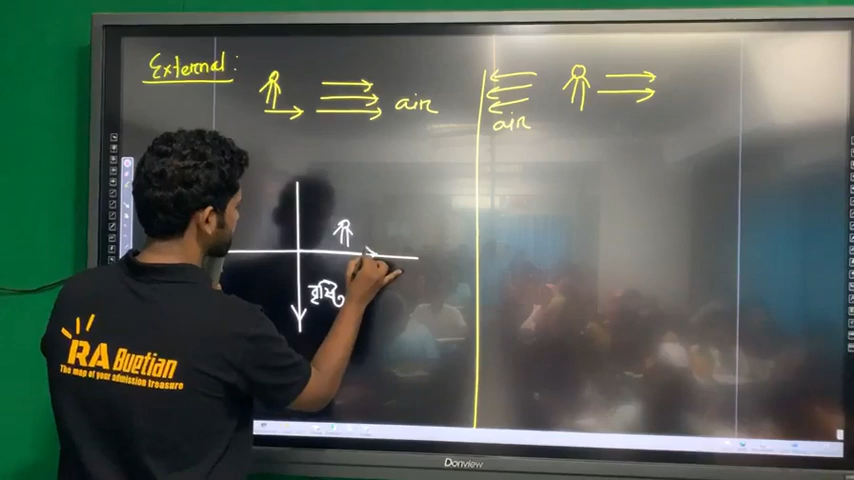 External:
air
air
বৃষ্টি
RA Buetian
The map of your admission treasure
Donview